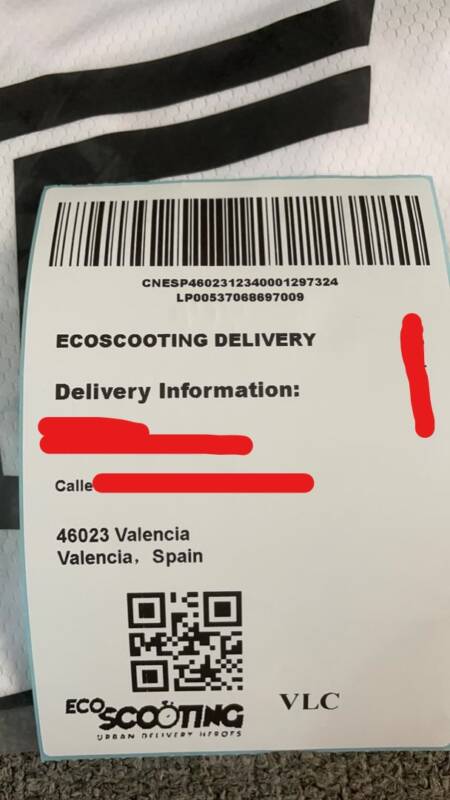 CNESP4602312340001297324
LP00537068697009
ECOSCOOTING DELIVERY
Delivery Information:
Calle
46023 Valencia
Valencia, Spain
ECO
SCOOTING
URBAN DELIVERY HEROES
VLC